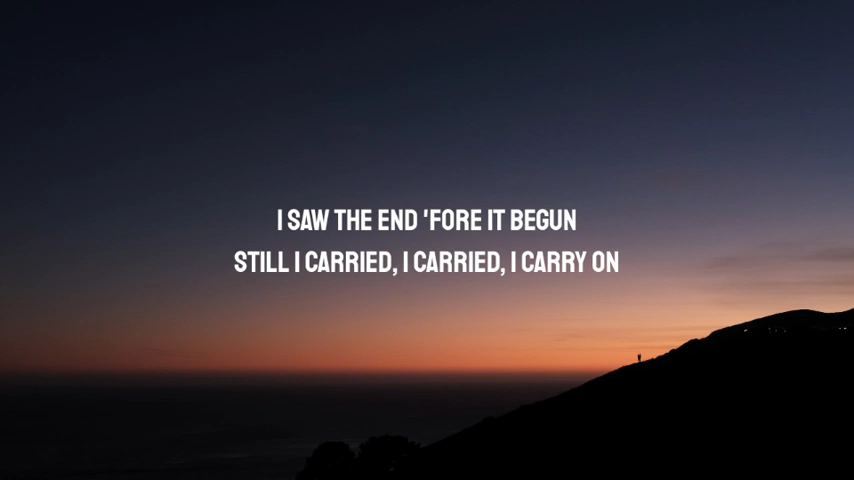 I SAW THE END 'FORE IT BEGUN
STILL I CARRIED, I CARRIED, I CARRY ON